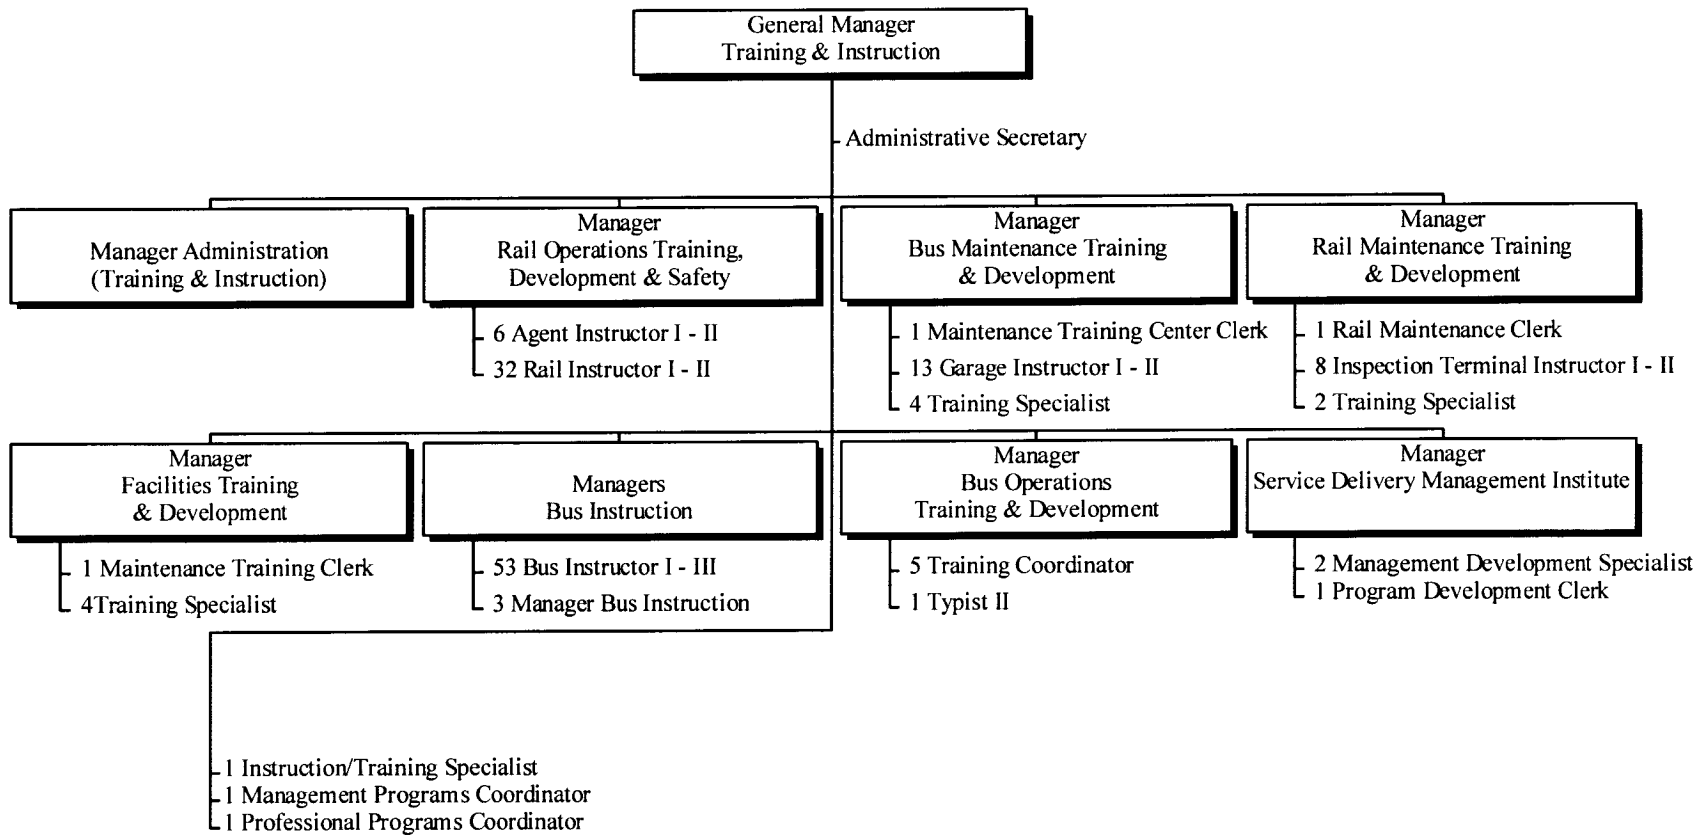 General Manager
Training & Instruction
Administrative Secretary
Manager Administration
(Training & Instruction)
Manager
Rail Operations Training,
Development & Safety
6 Agent Instructor I - II
32 Rail Instructor I - II
Manager
Bus Maintenance Training
& Development
1 Maintenance Training Center Clerk
13 Garage Instructor I - II
4 Training Specialist
Manager
Rail Maintenance Training
& Development
1 Rail Maintenance Clerk
8 Inspection Terminal Instructor I - II
2 Training Specialist
Manager
Facilities Training
& Development
1 Maintenance Training Clerk
4Training Specialist
Managers
Bus Instruction
53 Bus Instructor I - III
3 Manager Bus Instruction
Manager
Bus Operations
Training & Development
5 Training Coordinator
1 Typist II
Manager
Service Delivery Management Institute
2 Management Development Specialist
1 Program Development Clerk
1 Instruction/Training Specialist
1 Management Programs Coordinator
1 Professional Programs Coordinator